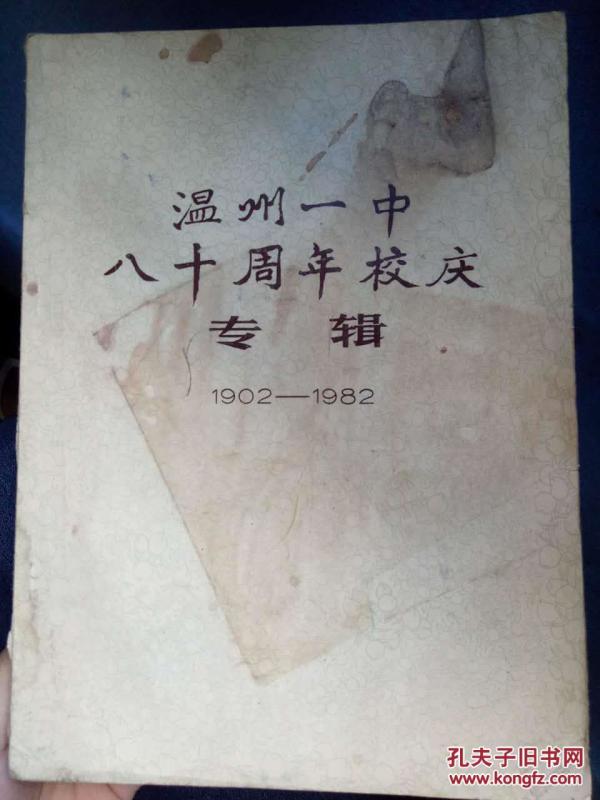 温州一中
八十周年校庆
专辑
1902—1982
孔夫子旧书网
www.kongfz.com